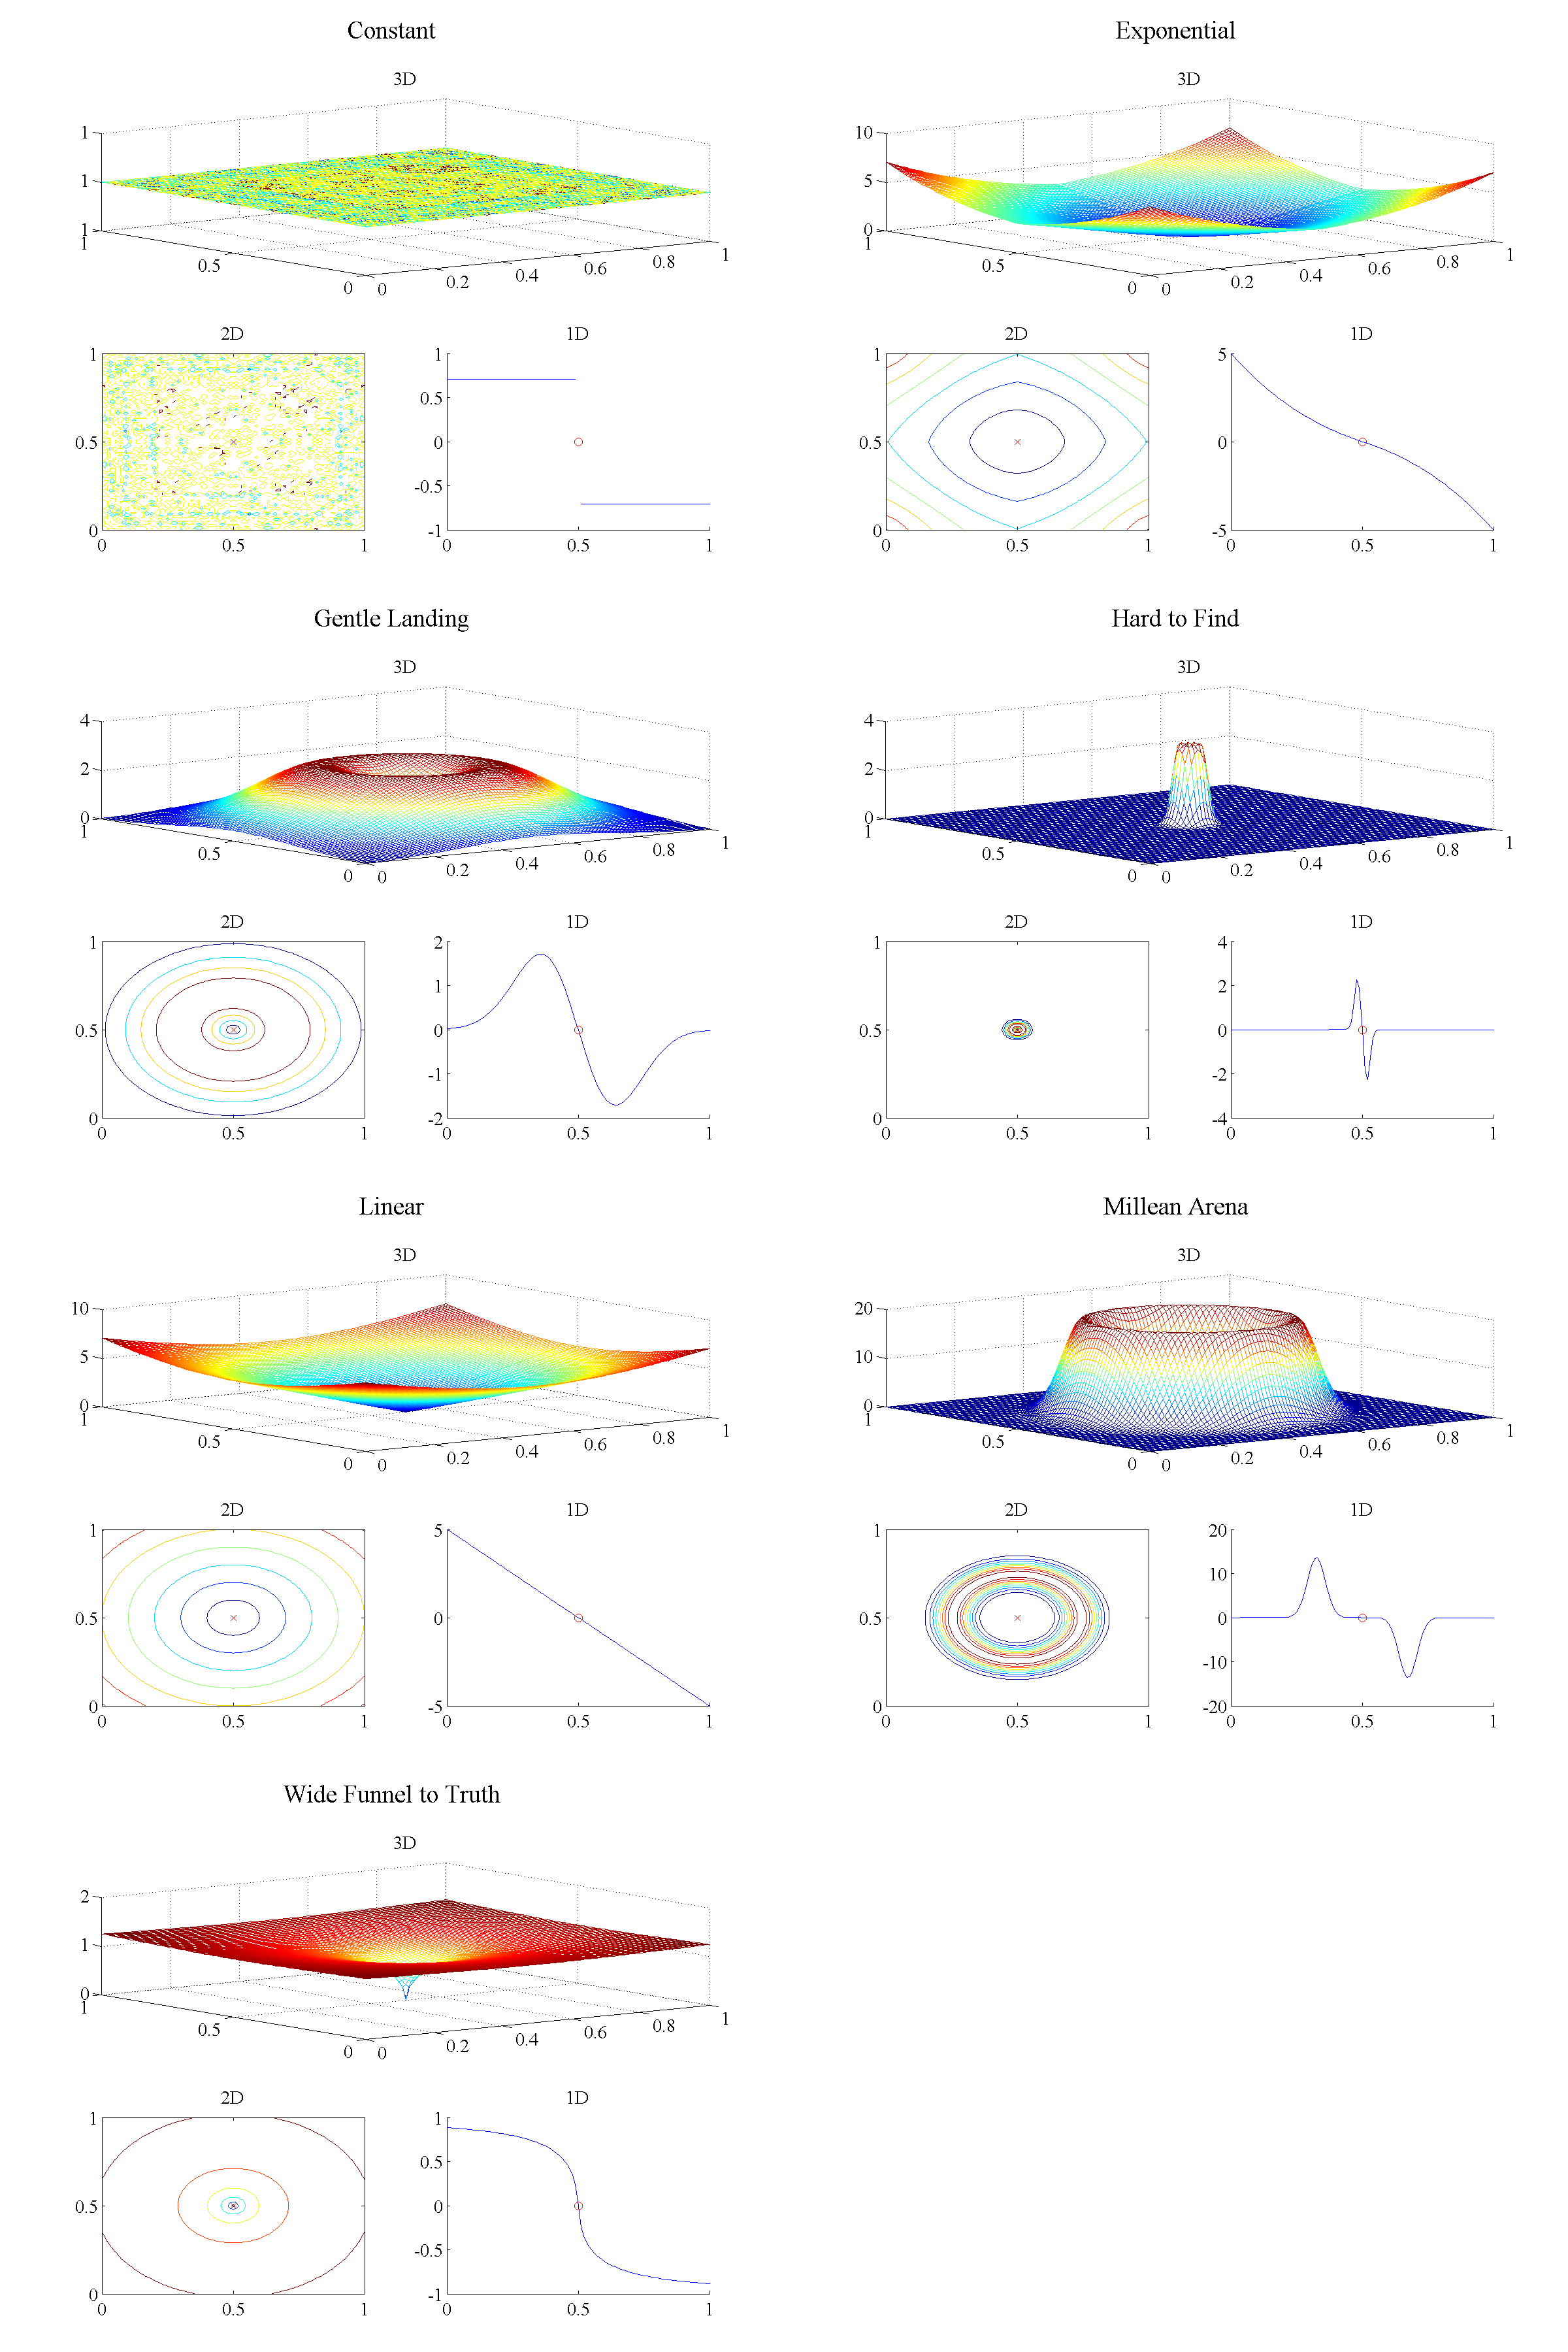 Constant
3D
1
1
1
1 0.5 0
0 0.2 0.4 0.6 0.8 1
2D
1
0.5
0
0 0.5 1
1D
1
0.5
0
-0.5
-1
0 0.5 1
Exponential
3D
10
5
0
1 0.5 0
0 0.2 0.4 0.6 0.8 1
2D
1
0.5
0
0 0.5 1
1D
5
0
-5
0 0.5 1
Gentle Landing
3D
4
2
0
1 0.5 0
0 0.2 0.4 0.6 0.8 1
2D
1
0.5
0
0 0.5 1
1D
2
1
0
-1
-2
0 0.5 1
Hard to Find
3D
4
2
0
1 0.5 0
0 0.2 0.4 0.6 0.8 1
2D
1
0.5
0
0 0.5 1
1D
4
2
0
-2
-4
0 0.5 1
Linear
3D
10
5
0
1 0.5 0
0 0.2 0.4 0.6 0.8 1
2D
1
0.5
0
0 0.5 1
1D
5
0
-5
0 0.5 1
Millean Arena
3D
20
10
0
1 0.5 0
0 0.2 0.4 0.6 0.8 1
2D
1
0.5
0
0 0.5 1
1D
20
10
0
-10
-20
0 0.5 1
Wide Funnel to Truth
3D
2
1
0
1 0.5 0
0 0.2 0.4 0.6 0.8 1
2D
1
0.5
0
0 0.5 1
1D
1
0.5
0
-0.5
-1
0 0.5 1